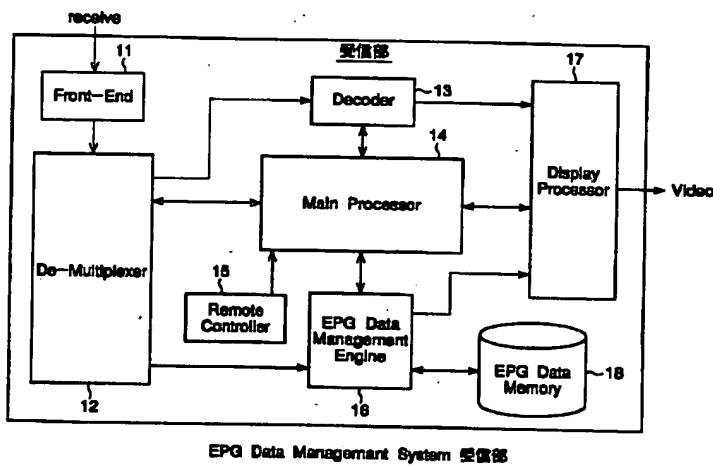 receive
受信部
11
Front-End
Decoder
13
17
14
Main Processor
Display
Processor
Video
De-Multiplexer
15
Remote
Controller
EPG Data
Management
Engine
EPG Data
Memory
18
12
16
EPG Data Management System 受信部